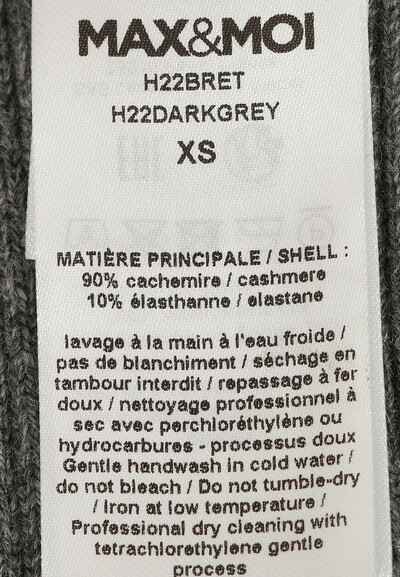 MAX&MOI
H22BRET
H22DARKGREY
XS
MATIÈRE PRINCIPALE / SHELL :
90% cachemire / cashmere
10% élasthanne / elastane
lavage à la main à l'eau froide /
pas de blanchiment / séchage en
tambour interdit / repassage à fer
doux / nettoyage professionnel à
sec avec perchloréthylène ou
hydrocarbures - processus doux
Gentle handwash in cold water /
do not bleach / Do not tumble-dry
/ Iron at low temperature /
Professional dry cleaning with
tetrachlorethylene gentle
process